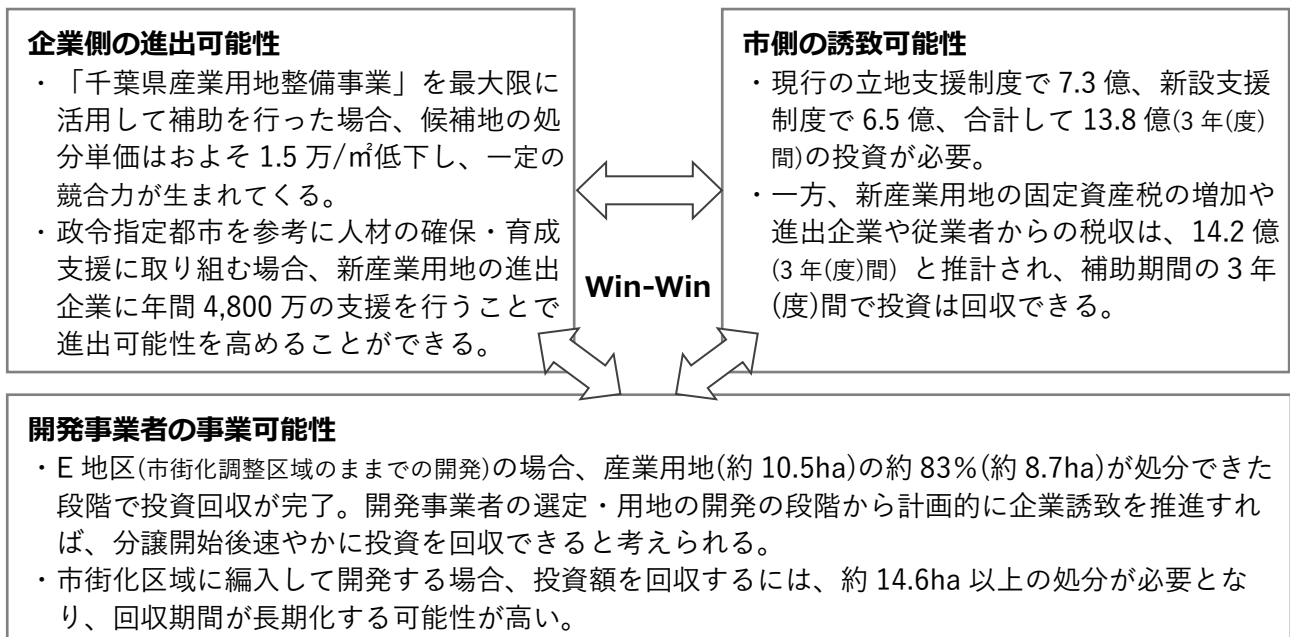 企業側の進出可能性
・「千葉県産業用地整備事業」を最大限に
活用して補助を行った場合、候補地の処
分単価はおよそ 1.5 万/㎡低下し、一定の
競合力が生まれてくる。
・政令指定都市を参考に人材の確保・育成
支援に取り組む場合、新産業用地の進出
企業に年間 4,800 万の支援を行うことで
進出可能性を高めることができる。
市側の誘致可能性
・現行の立地支援制度で 7.3 億、新設支援
制度で 6.5 億、合計して 13.8 億(3 年(度)
間)の投資が必要。
・一方、新産業用地の固定資産税の増加や
進出企業や従業者からの税収は、14.2 億
(3 年(度)間) と推計され、補助期間の 3 年
(度)間で投資は回収できる。
Win-Win
開発事業者の事業可能性
・E 地区(市街化調整区域のままでの開発)の場合、産業用地(約 10.5ha)の約 83%(約 8.7ha)が処分できた
段階で投資回収が完了。開発事業者の選定・用地の開発の段階から計画的に企業誘致を推進すれ
ば、分譲開始後速やかに投資を回収できると考えられる。
・市街化区域に編入して開発する場合、投資額を回収するには、約 14.6ha 以上の処分が必要とな
り、回収期間が長期化する可能性が高い。